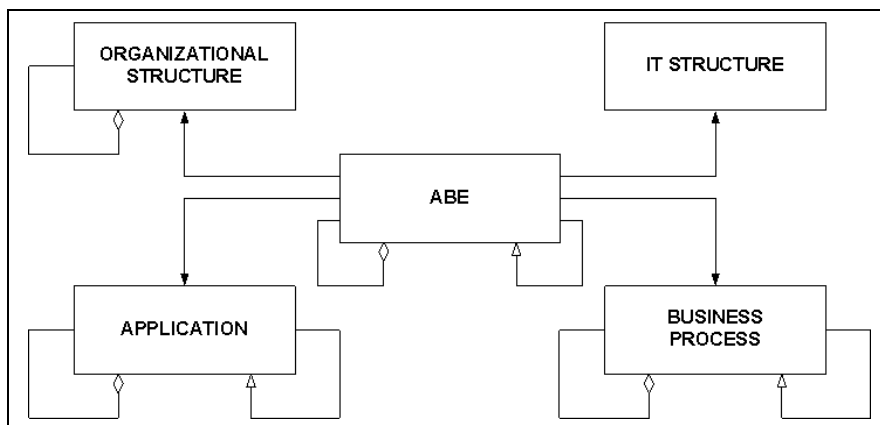 ORGANIZATIONAL
STRUCTURE
IT STRUCTURE
ABE
APPLICATION
BUSINESS
PROCESS